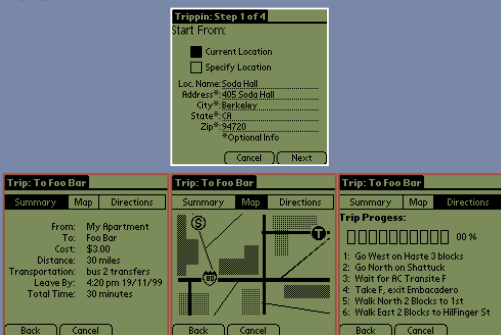 Trippin: Step 1 of 4
Start From:
Current Location
Specify Location
Loc. Name: Soda Hall
Address*: 405 Soda Hall
City*: Berkeley
State*: CA
Zip*: 94720
*Optional Info
Cancel Next
Trip: To Foo Bar
Summary Map Directions
From: My Apartment
To: Foo Bar
Cost: $3.00
Distance: 30 miles
Transportation: bus 2 transfers
Leave By: 4:20 pm 19/11/99
Total Time: 30 minutes
Back Cancel
Trip: To Foo Bar
Summary Map Directions
S
T
80
Back Cancel
Trip: To Foo Bar
Summary Map Directions
Trip Progess:
00 %
1: Go West on Haste 3 blocks
2: Go North on Shattuck
3: Wait for AC Transite F
4: Take F, exit Embacadero
5: Walk North 2 Blocks to 1st
6: Walk East 2 Blocks to HilFinger St
Back Cancel